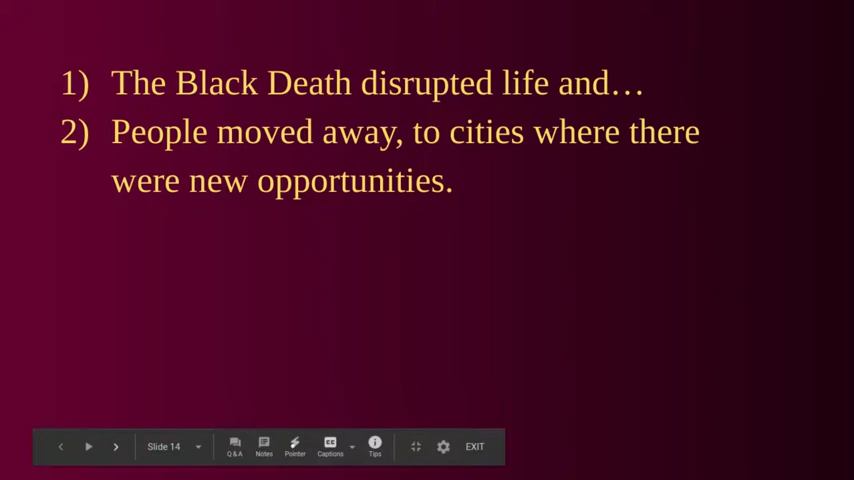 1) The Black Death disrupted life and…
2) People moved away, to cities where there
were new opportunities.
Slide 14
Q & A
Notes
Pointer
CC
Captions
Tips
EXIT